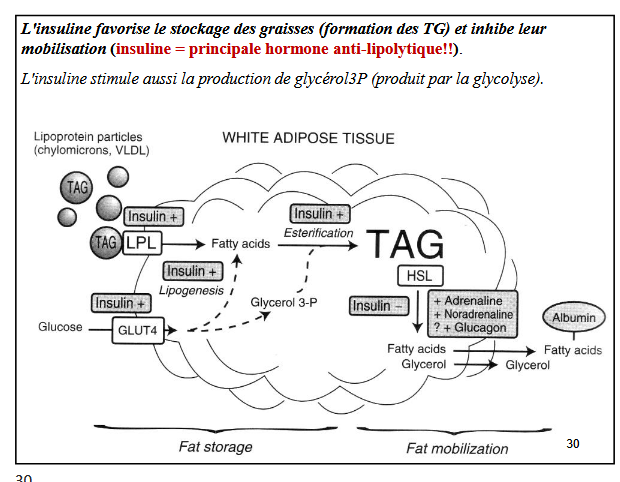 L'insuline favorise le stockage des graisses (formation des TG) et inhibe leur
mobilisation (insuline = principale hormone anti-lipolytique!!).
L'insuline stimule aussi la production de glycérol3P (produit par la glycolyse).
Lipoprotein particles
(chylomicrons, VLDL)
WHITE ADIPOSE TISSUE
TAG
Insulin +
Insulin +
TAG
LPL
Fatty acids
Esterification
TAG
Insulin +
Lipogenesis
HSL
Insulin +
Glycerol 3-P
Insulin −
+ Adrenaline
+ Noradrenaline
? + Glucagon
Albumin
Glucose
GLUT4
Fatty acids
Fatty acids
Glycerol
Glycerol
Fat storage
Fat mobilization
30
30